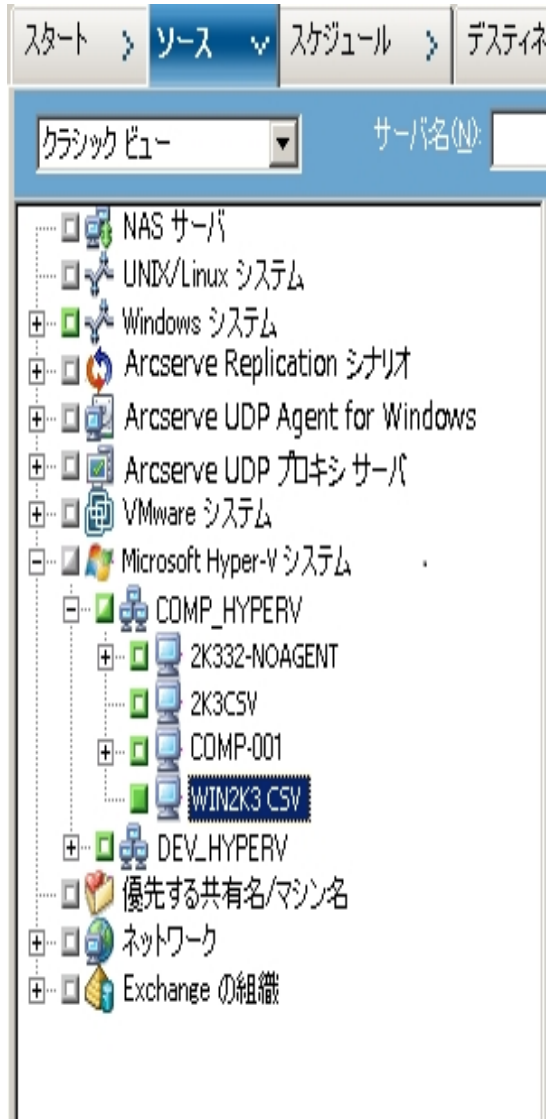 スタート ソース スケジュール デスティネ
クラシック ビュー サーバ名(N):
NAS サーバ
UNIX/Linux システム
Windows システム
Arcserve Replication シナリオ
Arcserve UDP Agent for Windows
Arcserve UDP プロキシ サーバ
VMware システム
Microsoft Hyper-V システム
COMP_HYPERV
2K332-NOAGENT
2K3CSV
COMP-001
WIN2K3 CSV
DEV_HYPERV
優先する共有名/マシン名
ネットワーク
Exchange の組織